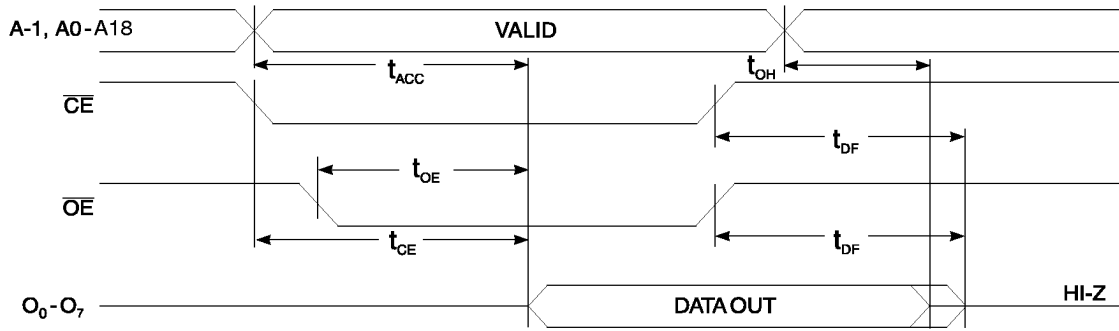 A-1, A0-A18
VALID
tACC
tOH
CE
tDF
tOE
OE
tCE
tDF
O0-O7
DATA OUT
HI-Z